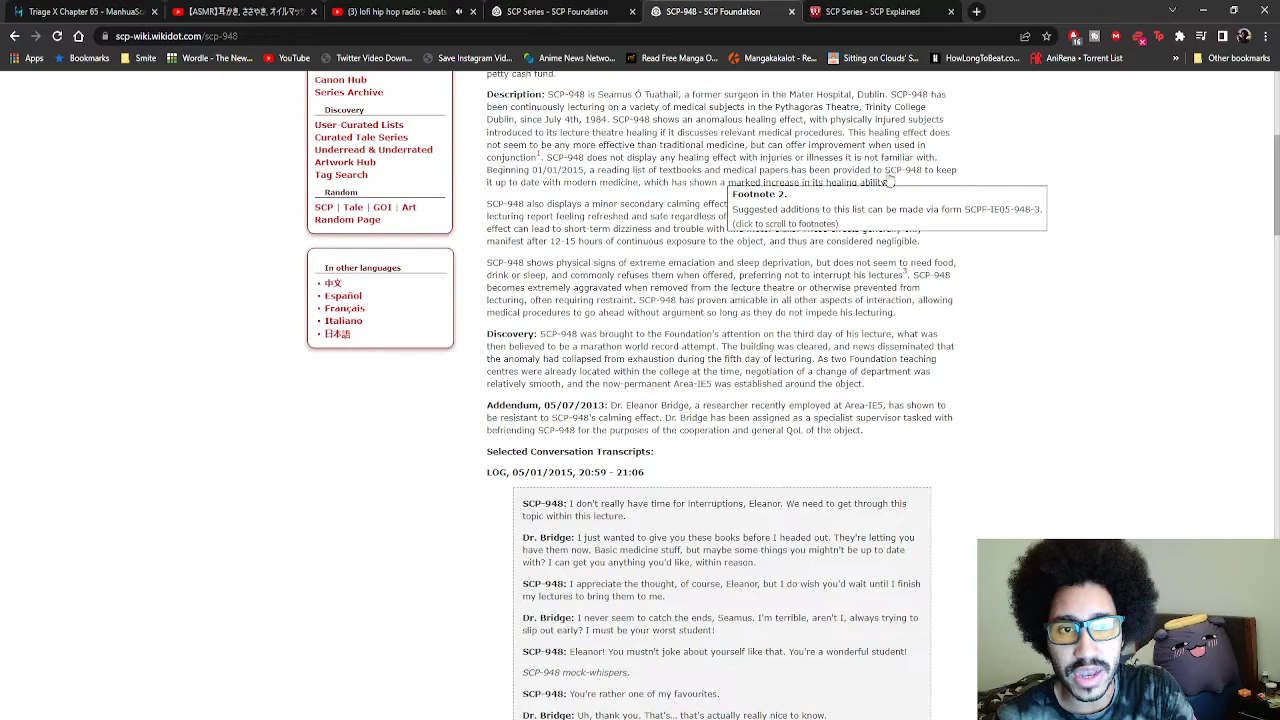 Triage X Chapter 65 - ManhuaSc
【ASMR】耳かき、ささやき、オイルマッ
(3) lofi hip hop radio - beats
SCP Series - SCP Foundation
SCP-948 - SCP Foundation
SCP Series - SCP Explained
scp-wiki.wikidot.com/scp-948
16
Apps
Bookmarks
Smite
Wordle - The New...
YouTube
Twitter Video Down...
Save Instagram Vide...
Anime News Networ...
Read Free Manga O...
Mangakakalot - Re...
Sitting on Clouds' S...
HowLongToBeat.co...
AniRena - Torrent List
»
Other bookmarks
Canon Hub
Series Archive
Discovery
User-Curated Lists
Curated Tale Series
Underread & Underrated
Artwork Hub
Tag Search
Random
SCP | Tale | GOI | Art
Random Page
In other languages
中文
Español
Français
Italiano
日本語
petty cash fund.
Description: SCP-948 is Seamus Ó Tuathail, a former surgeon in the Mater Hospital, Dublin. SCP-948 has
been continuously lecturing on a variety of medical subjects in the Pythagoras Theatre, Trinity College
Dublin, since July 4th, 1984. SCP-948 shows an anomalous healing effect, with physically injured subjects
introduced to its lecture theatre healing if it discusses relevant medical procedures. This healing effect does
not seem to be any more effective than traditional medicine, but can offer improvement when used in
conjunction1. SCP-948 does not display any healing effect with injuries or illnesses it is not familiar with.
Beginning 01/01/2015, a reading list of textbooks and medical papers has been provided to SCP-948 to keep
it up to date with modern medicine, which has shown a marked increase in its healing ability
Footnote 2.
Suggested additions to this list can be made via form SCPF-IE05-948-3.
(click to scroll to footnotes)
SCP-948 also displays a minor secondary calming effec
lecturing report feeling refreshed and safe regardless of
effect can lead to short-term dizziness and trouble with
manifest after 12-15 hours of continuous exposure to the object, and thus are considered negligible.
SCP-948 shows physical signs of extreme emaciation and sleep deprivation, but does not seem to need food,
drink or sleep, and commonly refuses them when offered, preferring not to interrupt his lectures3. SCP-948
becomes extremely aggravated when removed from the lecture theatre or otherwise prevented from
lecturing, often requiring restraint. SCP-948 has proven amicable in all other aspects of interaction, allowing
medical procedures to go ahead without argument so long as they do not impede his lecturing.
Discovery: SCP-948 was brought to the Foundation's attention on the third day of his lecture, what was
then believed to be a marathon world record attempt. The building was cleared, and news disseminated that
the anomaly had collapsed from exhaustion during the fifth day of lecturing. As two Foundation teaching
centres were already located within the college at the time, negotiation of a change of department was
relatively smooth, and the now-permanent Area-IE5 was established around the object.
Addendum, 05/07/2013: Dr. Eleanor Bridge, a researcher recently employed at Area-IE5, has shown to
be resistant to SCP-948's calming effect. Dr. Bridge has been assigned as a specialist supervisor tasked with
befriending SCP-948 for the purposes of the cooperation and general QoL of the object.
Selected Conversation Transcripts:
LOG, 05/01/2015, 20:59 - 21:06
SCP-948: I don't really have time for interruptions, Eleanor. We need to get through this
topic within this lecture.
Dr. Bridge: I just wanted to give you these books before I headed out. They're letting you
have them now. Basic medicine stuff, but maybe some things you mightn't be up to date
with? I can get you anything you'd like, within reason.
SCP-948: I appreciate the thought, of course, Eleanor, but I do wish you'd wait until I finish
my lectures to bring them to me.
Dr. Bridge: I never seem to catch the ends, Seamus. I'm terrible, aren't I, always trying to
slip out early? I must be your worst student!
SCP-948: Eleanor! You mustn't joke about yourself like that. You're a wonderful student!
SCP-948 mock-whispers.
SCP-948: You're rather one of my favourites.
Dr. Bridge: Uh, thank you. That's... that's actually really nice to know.